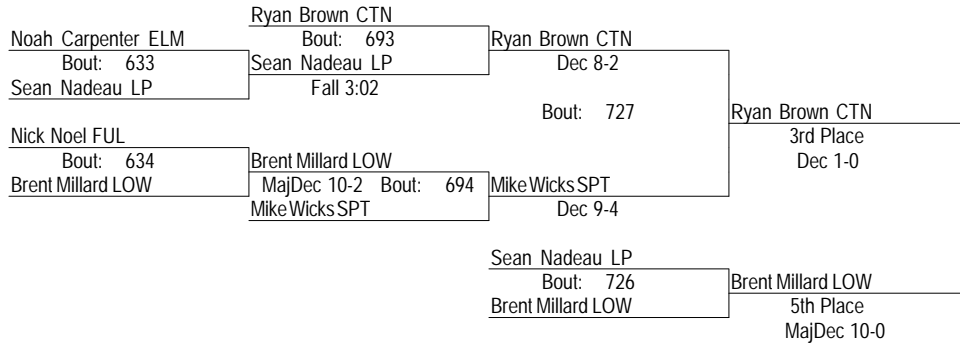 Ryan Brown CTN
Noah Carpenter ELM
Bout: 693
Ryan Brown CTN
Bout: 633
Sean Nadeau LP
Dec 8-2
Sean Nadeau LP
Fall 3:02
Bout: 727
Ryan Brown CTN
Nick Noel FUL
3rd Place
Bout: 634
Brent Millard LOW
Dec 1-0
Brent Millard LOW
MajDec 10-2 Bout: 694
Mike Wicks SPT
Mike Wicks SPT
Dec 9-4
Sean Nadeau LP
Bout: 726
Brent Millard LOW
Brent Millard LOW
5th Place
MajDec 10-0